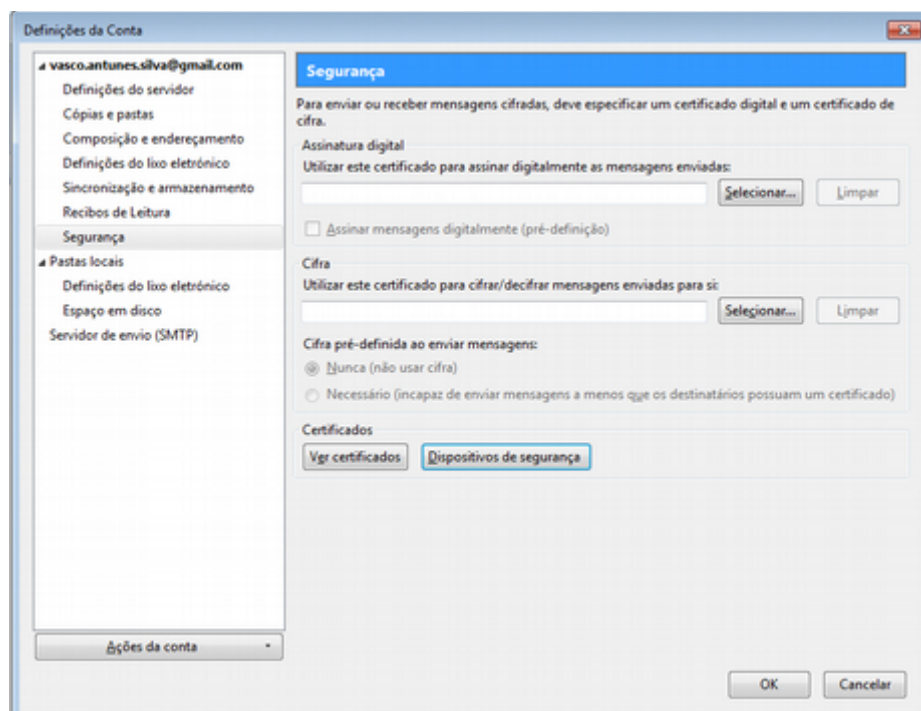 Definições da Conta
vasco.antunes.silva@gmail.com
Definições do servidor
Cópias e pastas
Composição e endereçamento
Definições do lixo eletrónico
Sincronização e armazenamento
Recibos de Leitura
Segurança
Pastas locais
Definições do lixo eletrónico
Espaço em disco
Servidor de envio (SMTP)
Ações da conta
Segurança
Para enviar ou receber mensagens cifradas, deve especificar um certificado digital e um certificado de
cifra.
Assinatura digital
Utilizar este certificado para assinar digitalmente as mensagens enviadas:
Selecionar... Limpar
Assinar mensagens digitalmente (pré-definição)
Cifra
Utilizar este certificado para cifrar/decifrar mensagens enviadas para si:
Selecionar... Limpar
Cifra pré-definida ao enviar mensagens:
Nunca (não usar cifra)
Necessário (incapaz de enviar mensagens a menos que os destinatários possuam um certificado)
Certificados
Ver certificados Dispositivos de segurança
OK Cancelar